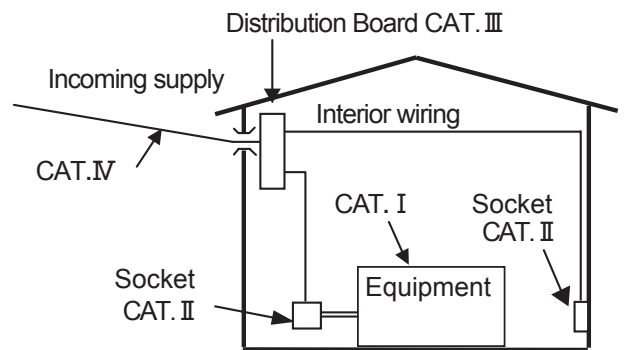 Distribution Board CAT. Ⅲ
Incoming supply
Interior wiring
CAT.Ⅳ
CAT. Ⅰ
Socket
CAT. Ⅱ
Equipment
Socket
CAT. Ⅱ